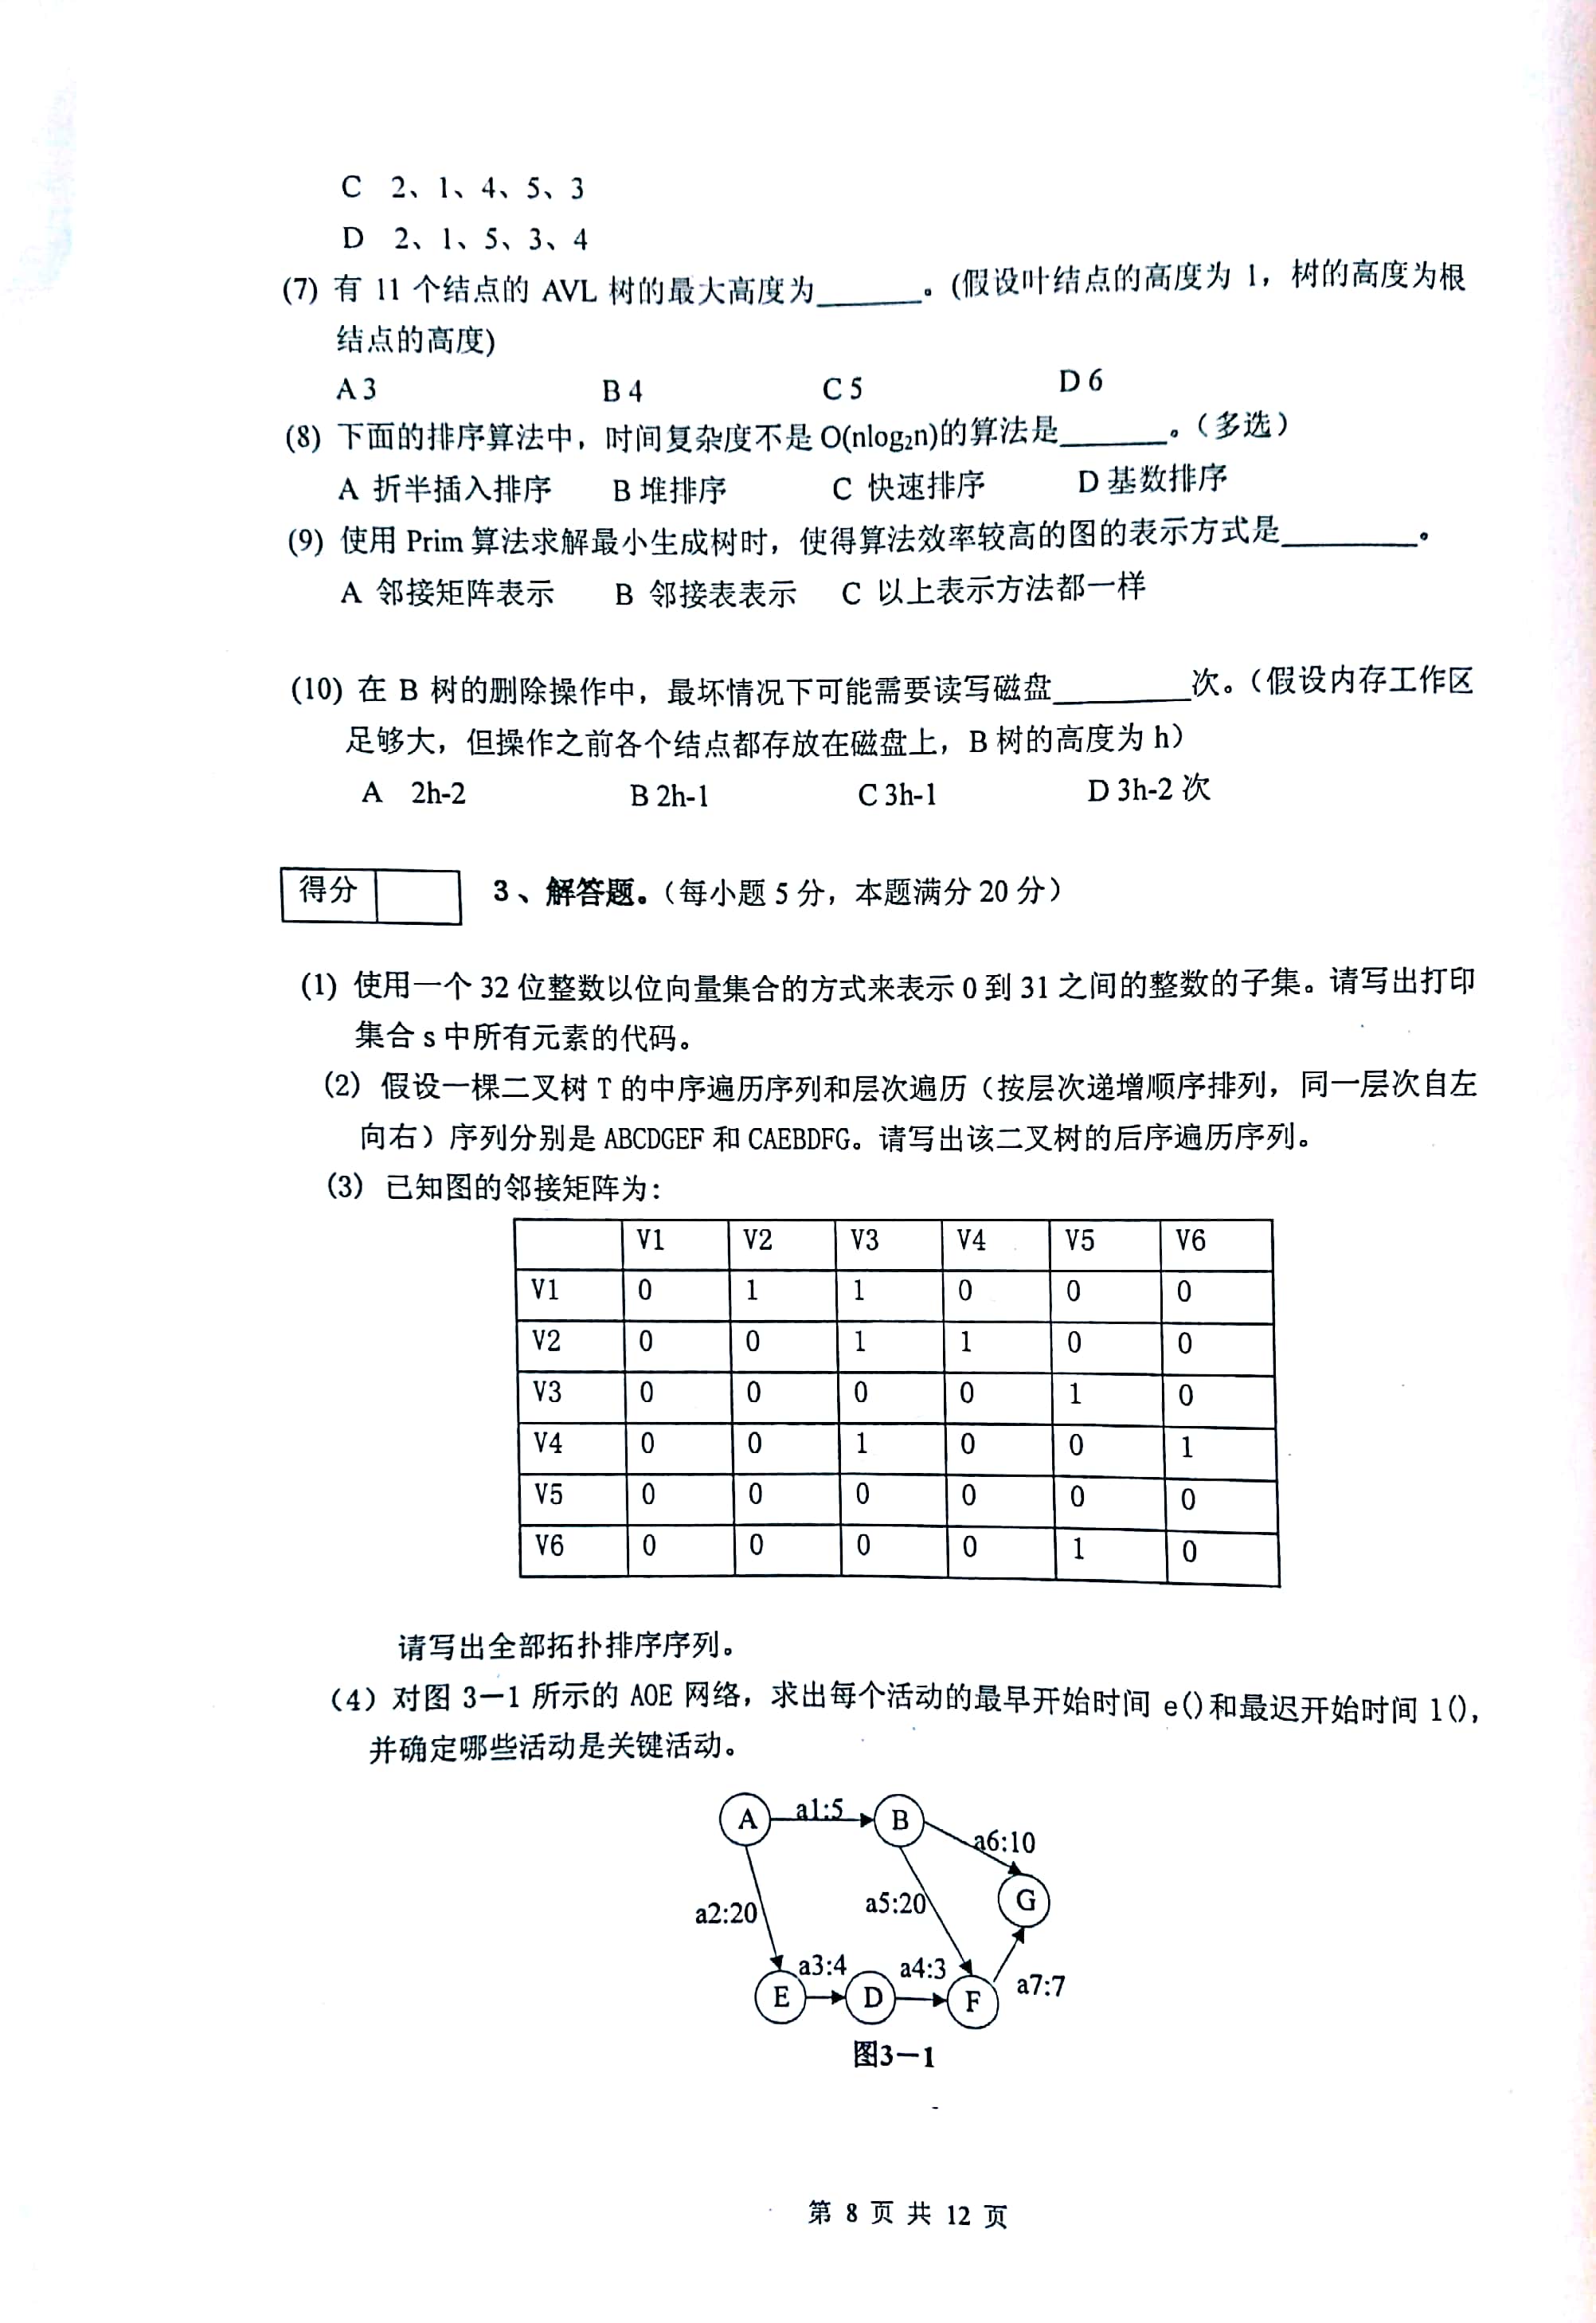 C 2、1、4、5、3
D 2、1、5、3、4
(7) 有 11 个结点的 AVL 树的最大高度为______。(假设叶结点的高度为 1，树的高度为根
结点的高度)
A 3 B 4 C 5 D 6
(8) 下面的排序算法中，时间复杂度不是 O(nlog₂n)的算法是______。（多选）
A 折半插入排序 B 堆排序 C 快速排序 D 基数排序
(9) 使用 Prim 算法求解最小生成树时，使得算法效率较高的图的表示方式是________。
A 邻接矩阵表示 B 邻接表表示 C 以上表示方法都一样
(10) 在 B 树的删除操作中，最坏情况下可能需要读写磁盘________次。（假设内存工作区
足够大，但操作之前各个结点都存放在磁盘上，B 树的高度为 h）
A 2h-2 B 2h-1 C 3h-1 D 3h-2 次
得分 3、解答题。（每小题 5 分，本题满分 20 分）
(1) 使用一个 32 位整数以位向量集合的方式来表示 0 到 31 之间的整数的子集。请写出打印
集合 s 中所有元素的代码。
(2) 假设一棵二叉树 T 的中序遍历序列和层次遍历（按层次递增顺序排列，同一层次自左
向右）序列分别是 ABCDGEF 和 CAEBDFG。请写出该二叉树的后序遍历序列。
(3) 已知图的邻接矩阵为：
V1 V2 V3 V4 V5 V6
V1 0 1 1 0 0 0
V2 0 0 1 1 0 0
V3 0 0 0 0 1 0
V4 0 0 1 0 0 1
V5 0 0 0 0 0 0
V6 0 0 0 0 1 0
请写出全部拓扑排序序列。
(4) 对图 3－1 所示的 AOE 网络，求出每个活动的最早开始时间 e()和最迟开始时间 l()，
并确定哪些活动是关键活动。
A a1:5 B
a6:10
a2:20 a5:20 G
a3:4 a4:3
E D F a7:7
图3－1
第 8 页 共 12 页